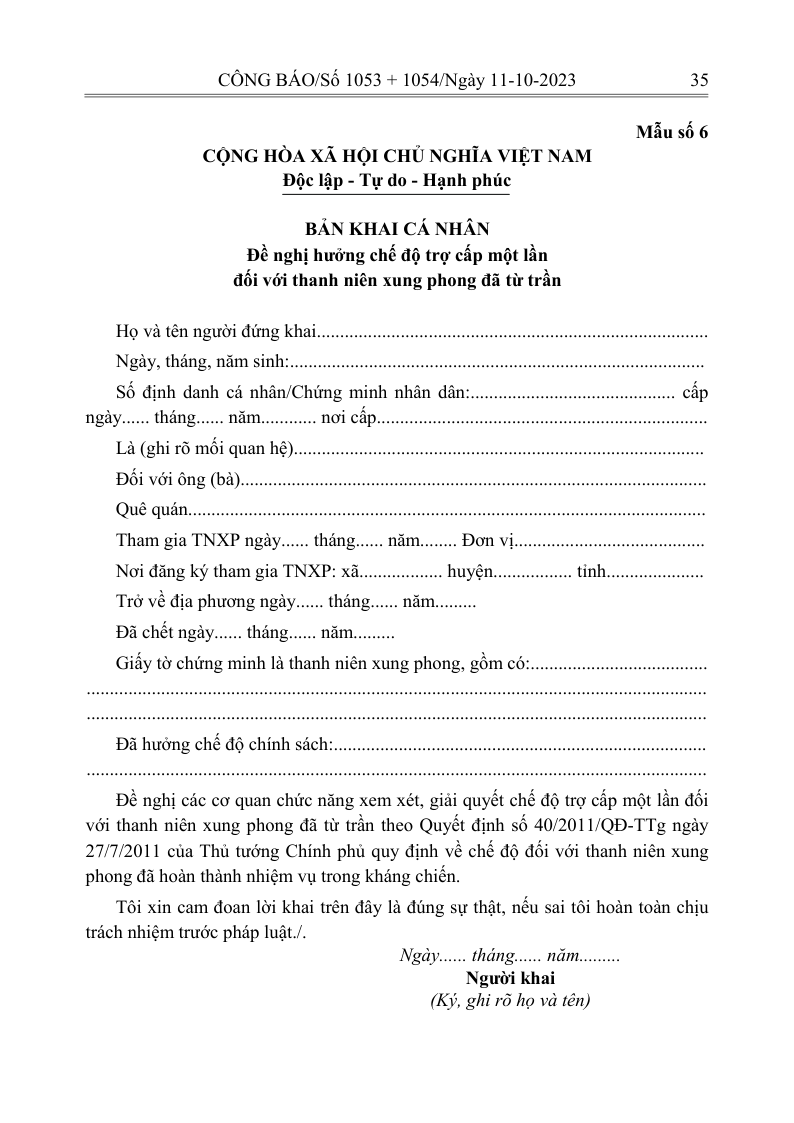 CÔNG BÁO/Số 1053 + 1054/Ngày 11-10-2023 35
Mẫu số 6
CỘNG HÒA XÃ HỘI CHỦ NGHĨA VIỆT NAM
Độc lập - Tự do - Hạnh phúc
BẢN KHAI CÁ NHÂN
Đề nghị hưởng chế độ trợ cấp một lần
đối với thanh niên xung phong đã từ trần
Họ và tên người đứng khai....................................................................................
Ngày, tháng, năm sinh:.........................................................................................
Số định danh cá nhân/Chứng minh nhân dân:............................................ cấp
ngày...... tháng...... năm............ nơi cấp.......................................................................
Là (ghi rõ mối quan hệ)........................................................................................
Đối với ông (bà)....................................................................................................
Quê quán...............................................................................................................
Tham gia TNXP ngày...... tháng...... năm........ Đơn vị.........................................
Nơi đăng ký tham gia TNXP: xã.................. huyện................. tỉnh.....................
Trở về địa phương ngày...... tháng...... năm.........
Đã chết ngày...... tháng...... năm.........
Giấy tờ chứng minh là thanh niên xung phong, gồm có:......................................
.....................................................................................................................................
.....................................................................................................................................
Đã hưởng chế độ chính sách:................................................................................
.....................................................................................................................................
Đề nghị các cơ quan chức năng xem xét, giải quyết chế độ trợ cấp một lần đối
với thanh niên xung phong đã từ trần theo Quyết định số 40/2011/QĐ-TTg ngày
27/7/2011 của Thủ tướng Chính phủ quy định về chế độ đối với thanh niên xung
phong đã hoàn thành nhiệm vụ trong kháng chiến.
Tôi xin cam đoan lời khai trên đây là đúng sự thật, nếu sai tôi hoàn toàn chịu
trách nhiệm trước pháp luật./.
Ngày...... tháng...... năm.........
Người khai
(Ký, ghi rõ họ và tên)